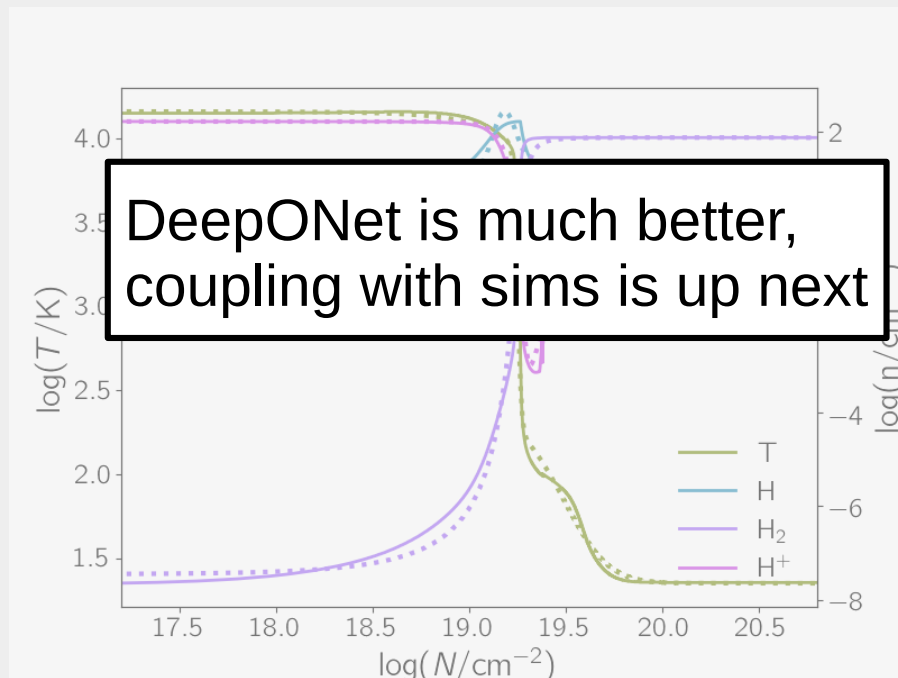 DeepONet is much better,
coupling with sims is up next
4.0
3.5
3.0
2.5
2.0
1.5
log(T/K)
17.5 18.0 18.5 19.0 19.5 20.0 20.5
log(N/cm⁻²)
2
−4
−6
−8
T
H
H₂
H⁺